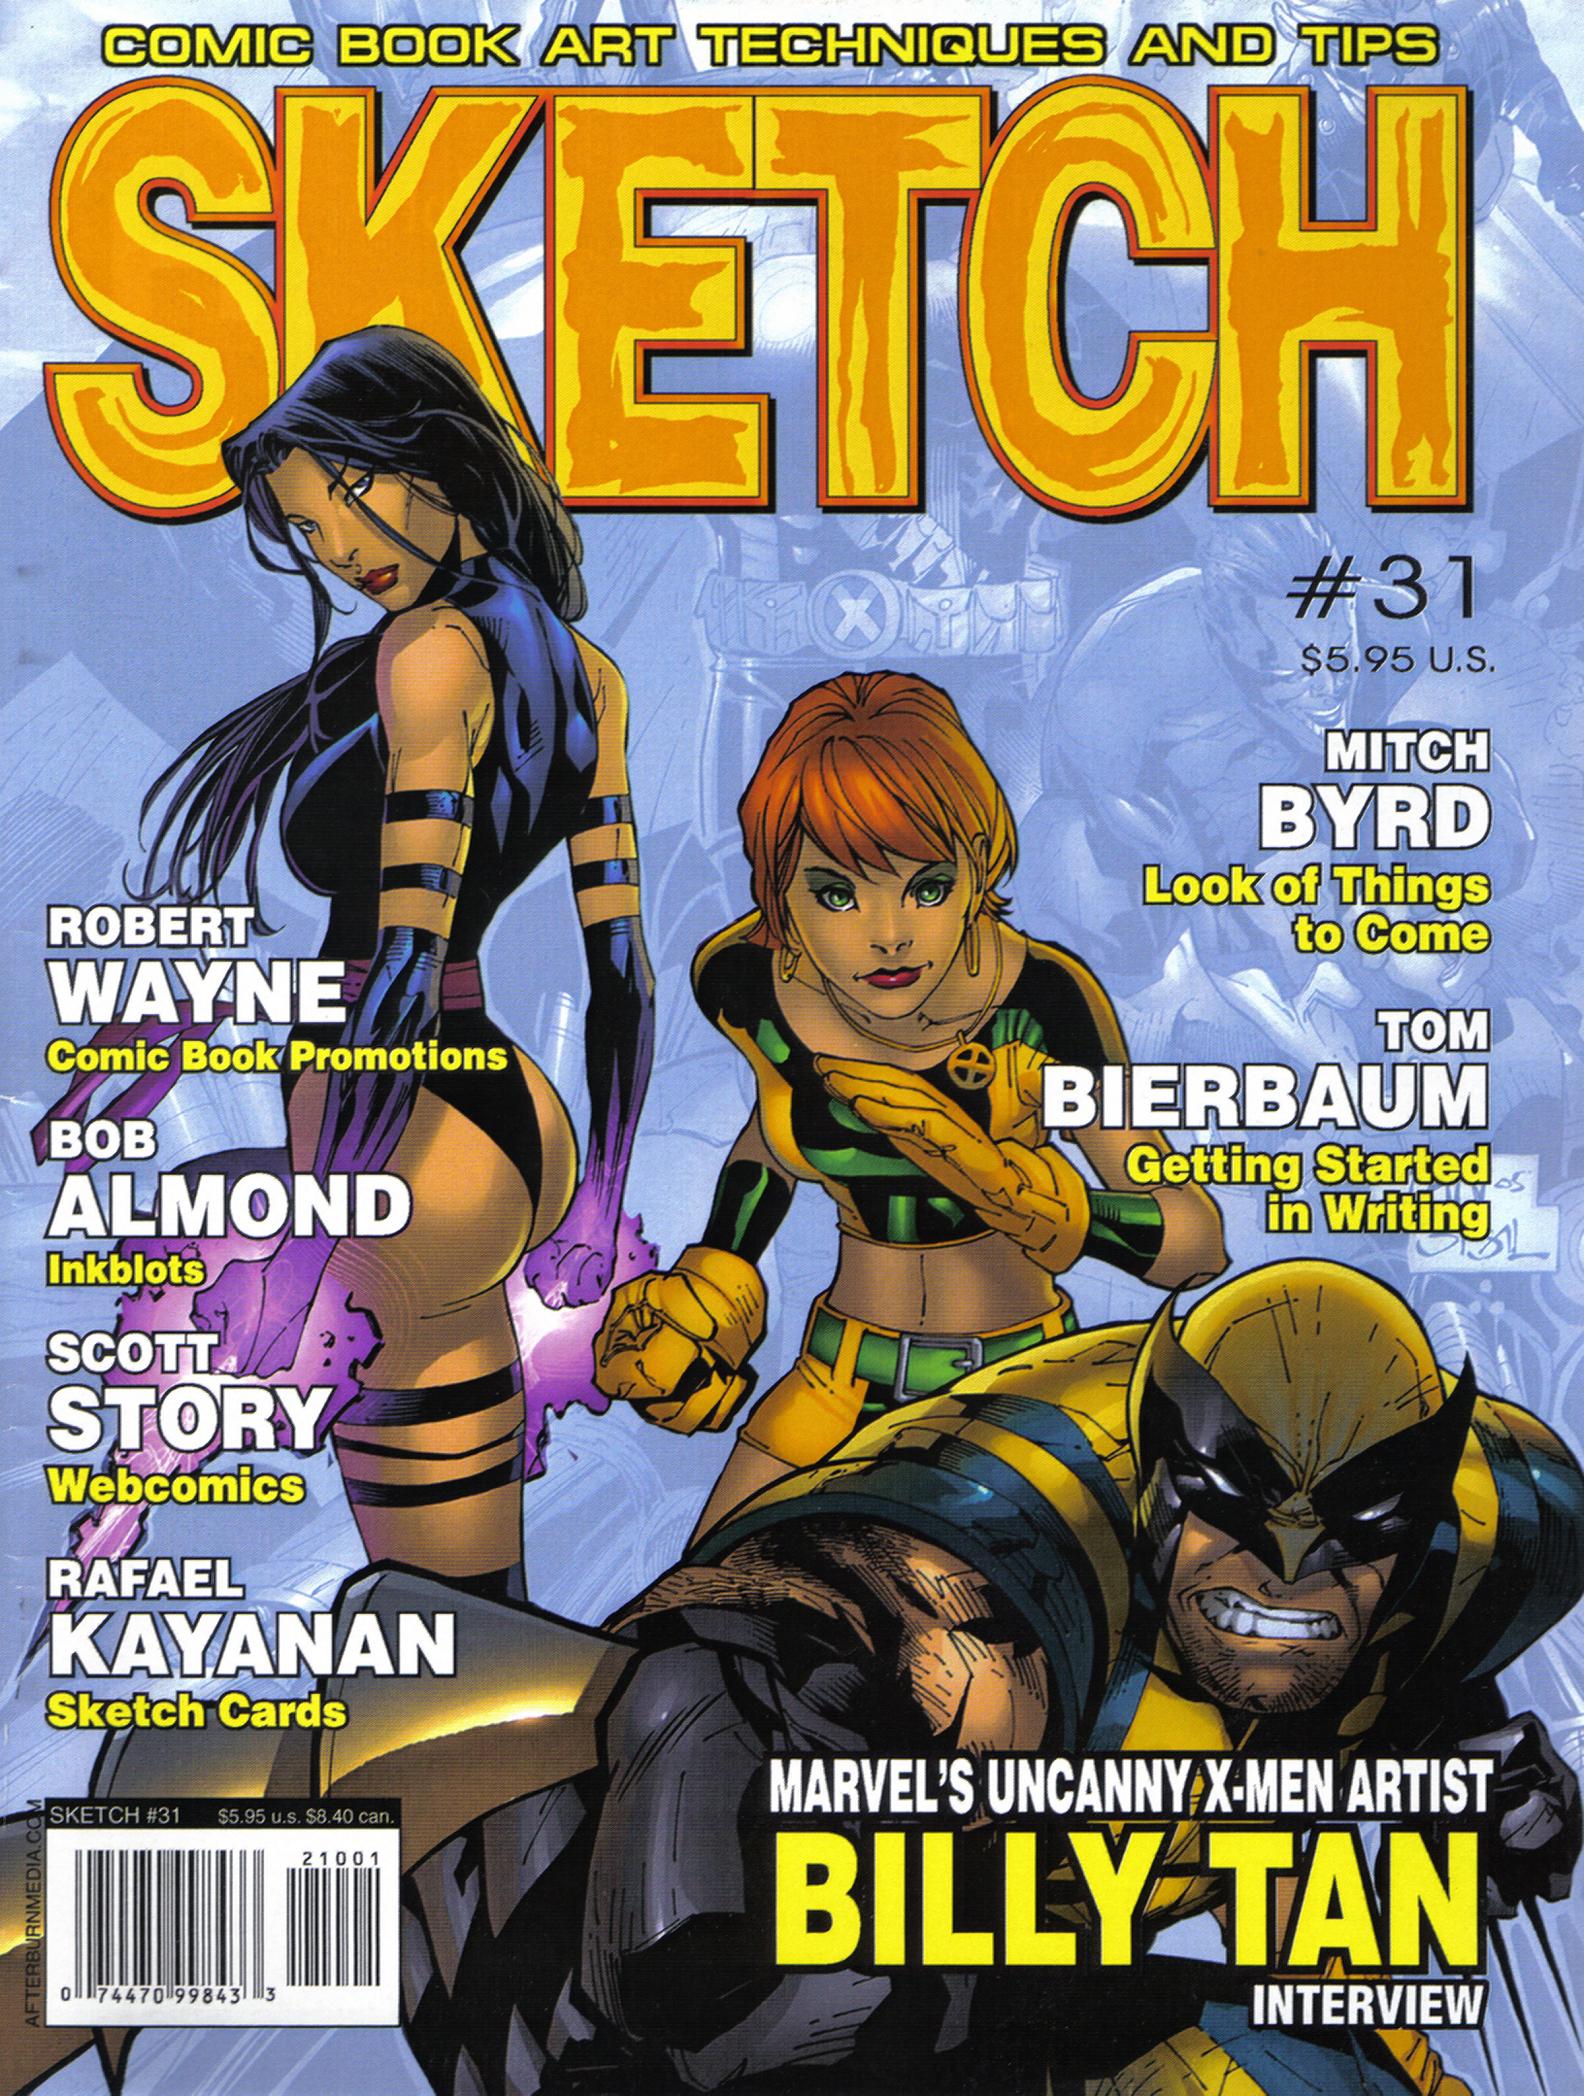 COMIC BOOK ART TECHNIQUES AND TIPS
SKETCH
#31
$5.95 U.S.
MITCH
BYRD
Look of Things
to Come
TOM
BIERBAUM
Getting Started
in Writing
ROBERT
WAYNE
Comic Book Promotions
BOB
ALMOND
Inkblots
SCOTT
STORY
Webcomics
RAFAEL
KAYANAN
Sketch Cards
MARVEL'S UNCANNY X-MEN ARTIST
BILLY TAN
INTERVIEW
SKETCH #31 $5.95 u.s. $8.40 can.
21001
0 74470 99843 3
AFTERBURNMEDIA.COM
X